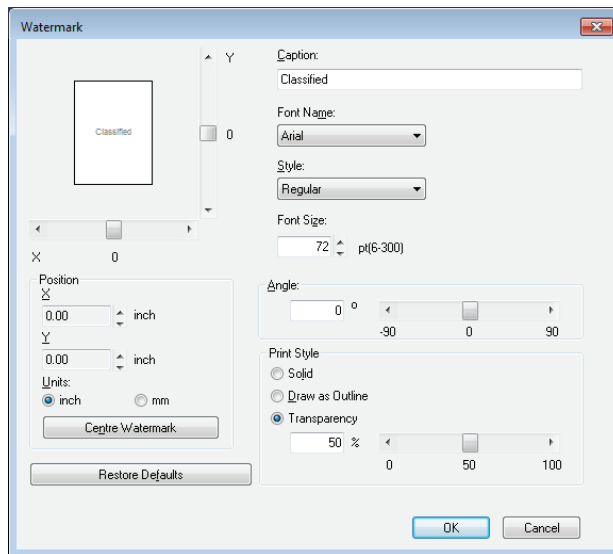 Watermark
Y
Classified
0
X 0
Position
X
0.00 inch
Y
0.00 inch
Units:
inch mm
Centre Watermark
Restore Defaults
Caption:
Classified
Font Name:
Arial
Style:
Regular
Font Size:
72 pt(6-300)
Angle:
0 °
-90 0 90
Print Style
Solid
Draw as Outline
Transparency
50 %
0 50 100
OK Cancel